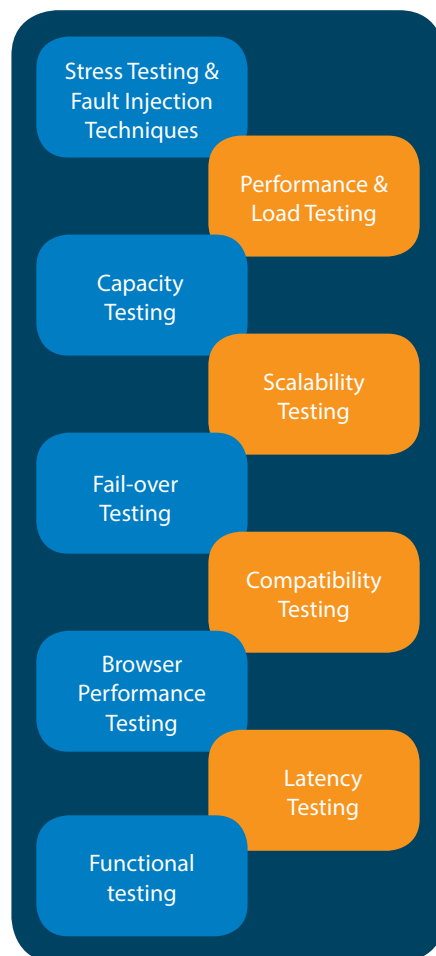 Stress Testing &
Fault Injection
Techniques
Performance &
Load Testing
Capacity
Testing
Scalability
Testing
Fail-over
Testing
Compatibility
Testing
Browser
Performance
Testing
Latency
Testing
Functional
testing